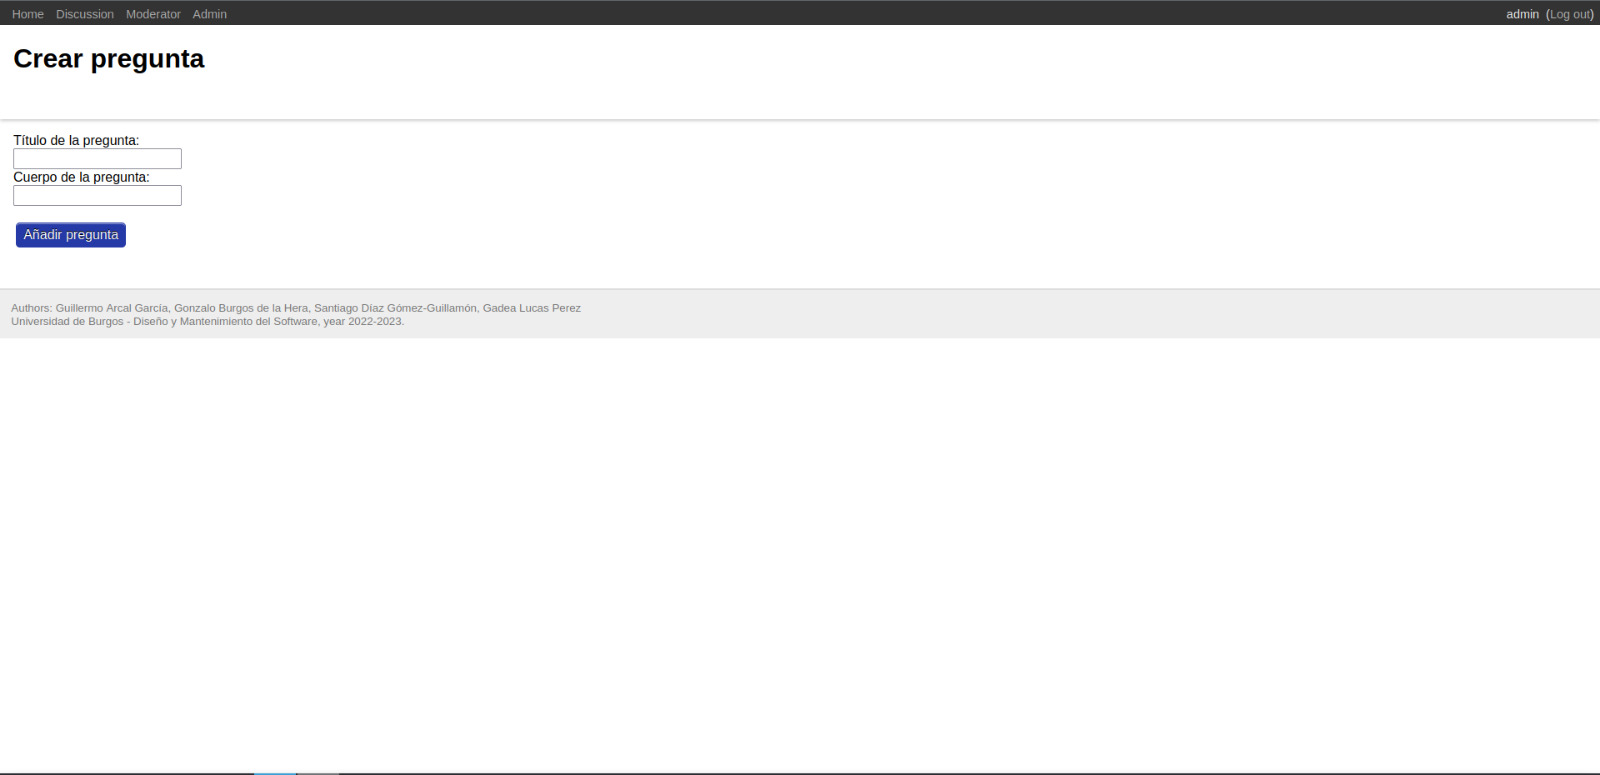 Home Discussion Moderator Admin admin (Log out)
Crear pregunta
Título de la pregunta:
Cuerpo de la pregunta:
Añadir pregunta
Authors: Guillermo Arcal García, Gonzalo Burgos de la Hera, Santiago Díaz Gómez-Guillamón, Gadea Lucas Perez
Universidad de Burgos - Diseño y Mantenimiento del Software, year 2022-2023.